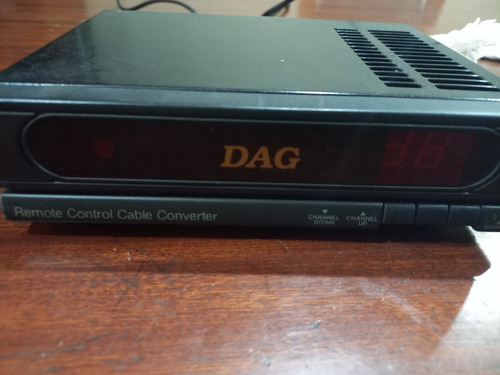 DAG
Remote Control Cable Converter
CHANNEL
DOWN
CHANNEL
UP